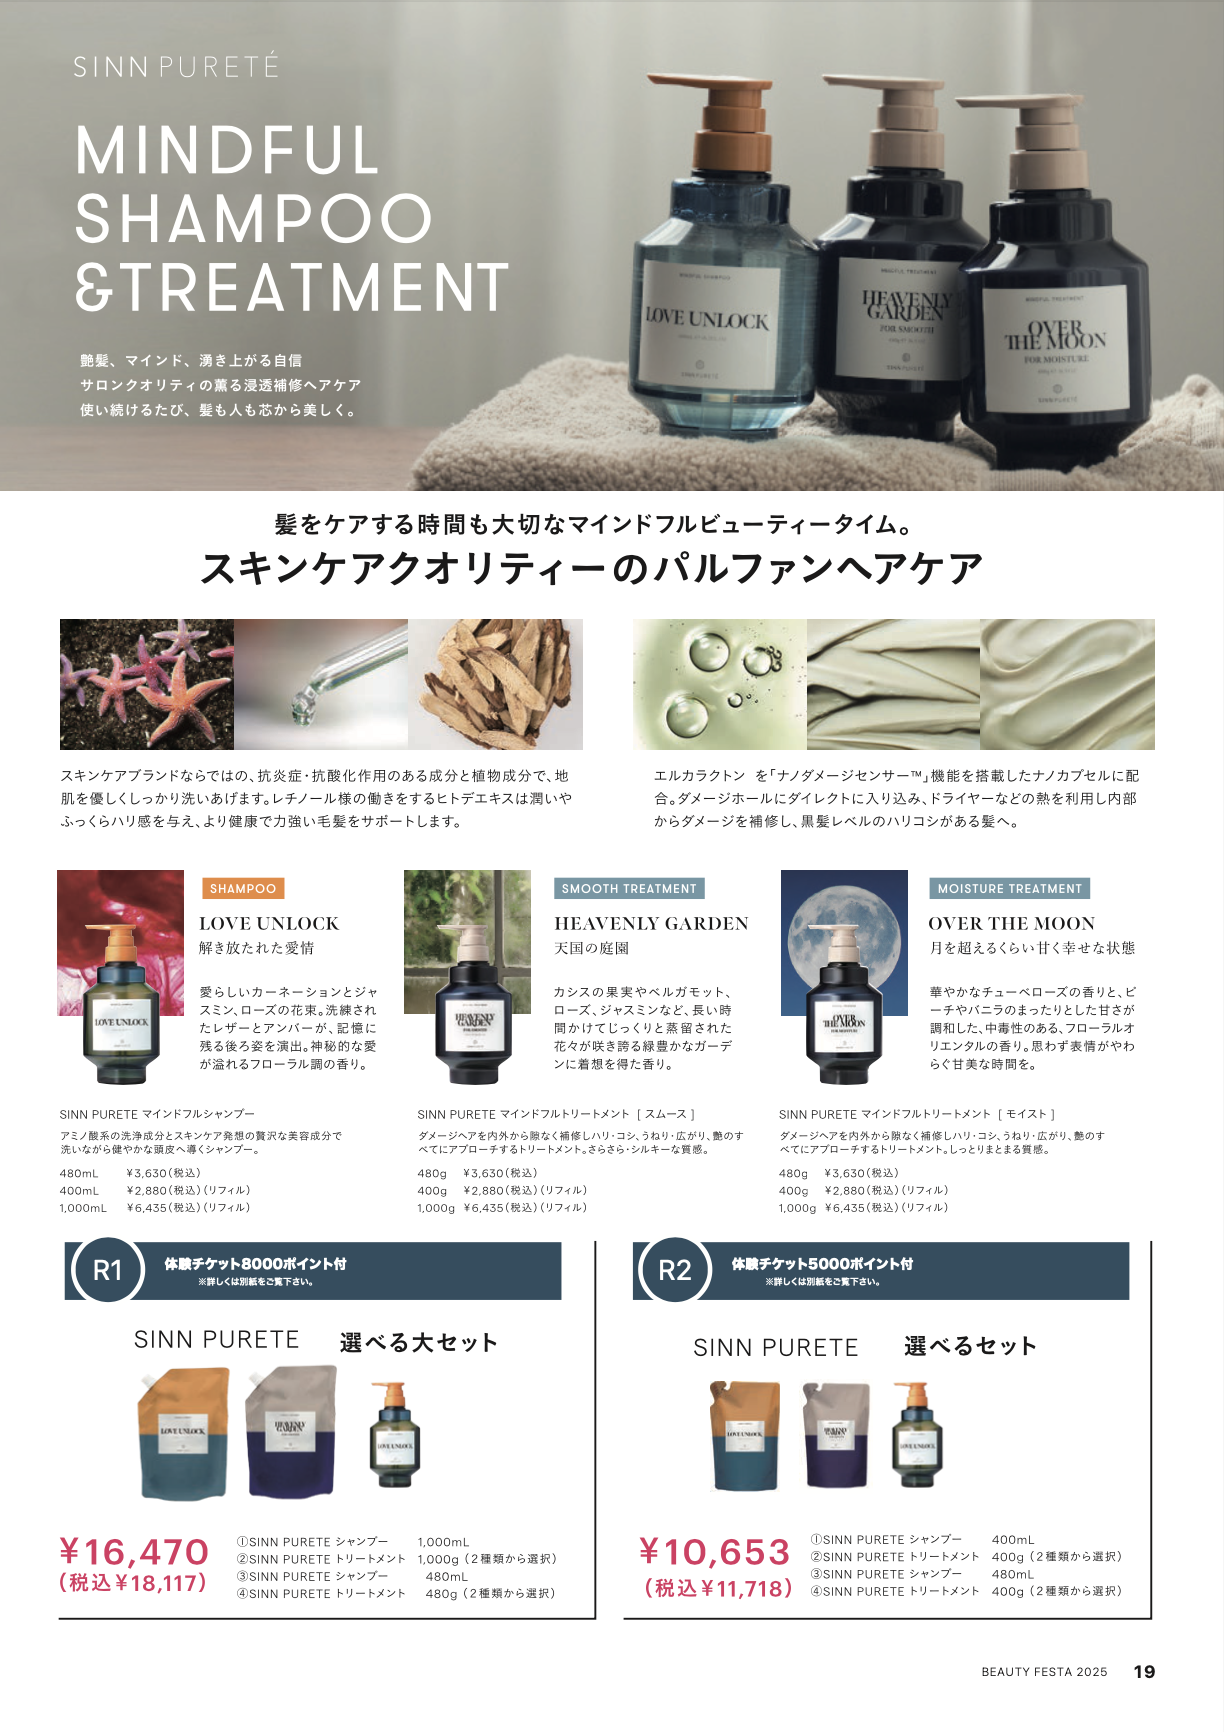 SINN PURETÉ
MINDFUL
SHAMPOO
&TREATMENT
艶髪、マインド、湧き上がる自信
サロンクオリティの薫る浸透補修ヘアケア
使い続けるたび、髪も人も芯から美しく。
MINDFUL SHAMPOO
LOVE UNLOCK
SINN PURETÉ
MINDFUL TREATMENT
HEAVENLY
GARDEN
FOR SMOOTH
SINN PURETÉ
MINDFUL TREATMENT
OVER
THE MOON
FOR MOISTURE
SINN PURETÉ
髪をケアする時間も大切なマインドフルビューティータイム。
スキンケアクオリティーのパルファンヘアケア
スキンケアブランドならではの、抗炎症・抗酸化作用のある成分と植物成分で、地
肌を優しくしっかり洗いあげます。レチノール様の働きをするヒトデエキスは潤いや
ふっくらハリ感を与え、より健康で力強い毛髪をサポートします。
エルカラクトン を「ナノダメージセンサー™」機能を搭載したナノカプセルに配
合。ダメージホールにダイレクトに入り込み、ドライヤーなどの熱を利用し内部
からダメージを補修し、黒髪レベルのハリコシがある髪へ。
SHAMPOO
LOVE UNLOCK
解き放たれた愛情
愛らしいカーネーションとジャ
スミン、ローズの花束。洗練され
たレザーとアンバーが、記憶に
残る後ろ姿を演出。神秘的な愛
が溢れるフローラル調の香り。
LOVE UNLOCK
SINN PURETE マインドフルシャンプー
アミノ酸系の洗浄成分とスキンケア発想の贅沢な美容成分で
洗いながら健やかな頭皮へ導くシャンプー。
480mL ¥3,630(税込)
400mL ¥2,880(税込)(リフィル)
1,000mL ¥6,435(税込)(リフィル)
SMOOTH TREATMENT
HEAVENLY GARDEN
天国の庭園
カシスの果実やベルガモット、
ローズ、ジャスミンなど、長い時
間かけてじっくりと蒸留された
花々が咲き誇る緑豊かなガーデ
ンに着想を得た香り。
HEAVENLY
GARDEN
FOR SMOOTH
SINN PURETE マインドフルトリートメント [ スムース ]
ダメージヘアを内外から隙なく補修しハリ・コシ、うねり・広がり、艶のす
べてにアプローチするトリートメント。さらさら・シルキーな質感。
480g ¥3,630(税込)
400g ¥2,880(税込)(リフィル)
1,000g ¥6,435(税込)(リフィル)
MOISTURE TREATMENT
OVER THE MOON
月を超えるくらい甘く幸せな状態
華やかなチューベローズの香りと、ピ
ーチやバニラのまったりとした甘さが
調和した、中毒性のある、フローラルオ
リエンタルの香り。思わず表情がやわ
らぐ甘美な時間を。
OVER
THE MOON
FOR MOISTURE
SINN PURETE マインドフルトリートメント [ モイスト ]
ダメージヘアを内外から隙なく補修しハリ・コシ、うねり・広がり、艶のす
べてにアプローチするトリートメント。しっとりまとまる質感。
480g ¥3,630(税込)
400g ¥2,880(税込)(リフィル)
1,000g ¥6,435(税込)(リフィル)
R1
体験チケット8000ポイント付
※詳しくは別紙をご覧下さい。
SINN PURETE 選べる大セット
LOVE UNLOCK
HEAVENLY
GARDEN
LOVE UNLOCK
¥16,470
(税込¥18,117)
①SINN PURETE シャンプー 1,000mL
②SINN PURETE トリートメント 1,000g (2種類から選択)
③SINN PURETE シャンプー 480mL
④SINN PURETE トリートメント 480g (2種類から選択)
R2
体験チケット5000ポイント付
※詳しくは別紙をご覧下さい。
SINN PURETE 選べるセット
LOVE UNLOCK
HEAVENLY
GARDEN
LOVE UNLOCK
¥10,653
(税込¥11,718)
①SINN PURETE シャンプー 400mL
②SINN PURETE トリートメント 400g (2種類から選択)
③SINN PURETE シャンプー 480mL
④SINN PURETE トリートメント 400g (2種類から選択)
BEAUTY FESTA 2025 19